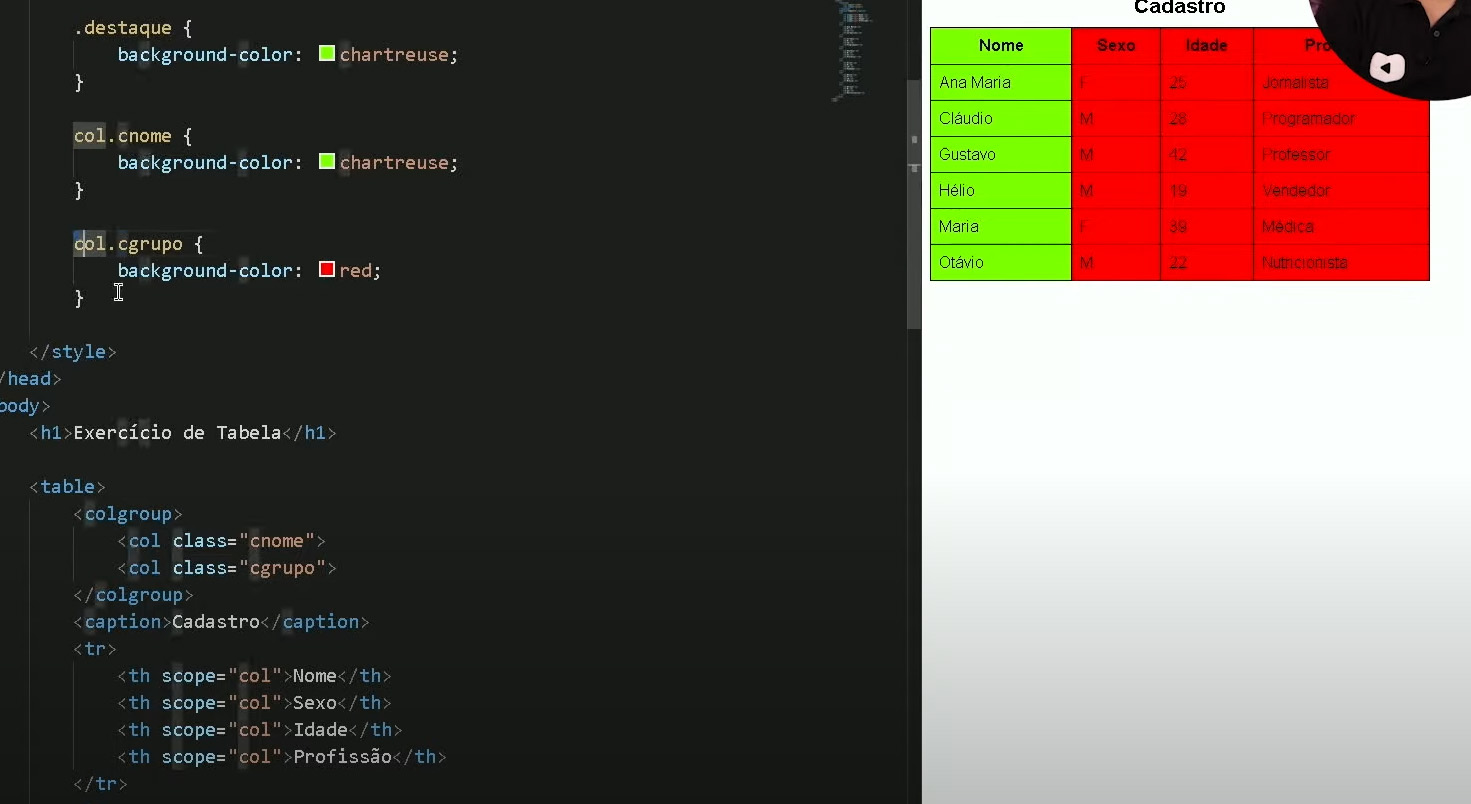 .destaque {
background-color: chartreuse;
}
col.cnome {
background-color: chartreuse;
}
col.cgrupo {
background-color: red;
}
</style>
/head>
body>
<h1>Exercício de Tabela</h1>
<table>
<colgroup>
<col class="cnome">
<col class="cgrupo">
</colgroup>
<caption>Cadastro</caption>
<tr>
<th scope="col">Nome</th>
<th scope="col">Sexo</th>
<th scope="col">Idade</th>
<th scope="col">Profissão</th>
</tr>
Cadastro
Nome Sexo Idade Pro
Ana Maria F 25 Jornalista
Cláudio M 28 Programador
Gustavo M 42 Professor
Hélio M 19 Vendedor
Maria F 39 Médica
Otávio M 22 Nutricionista